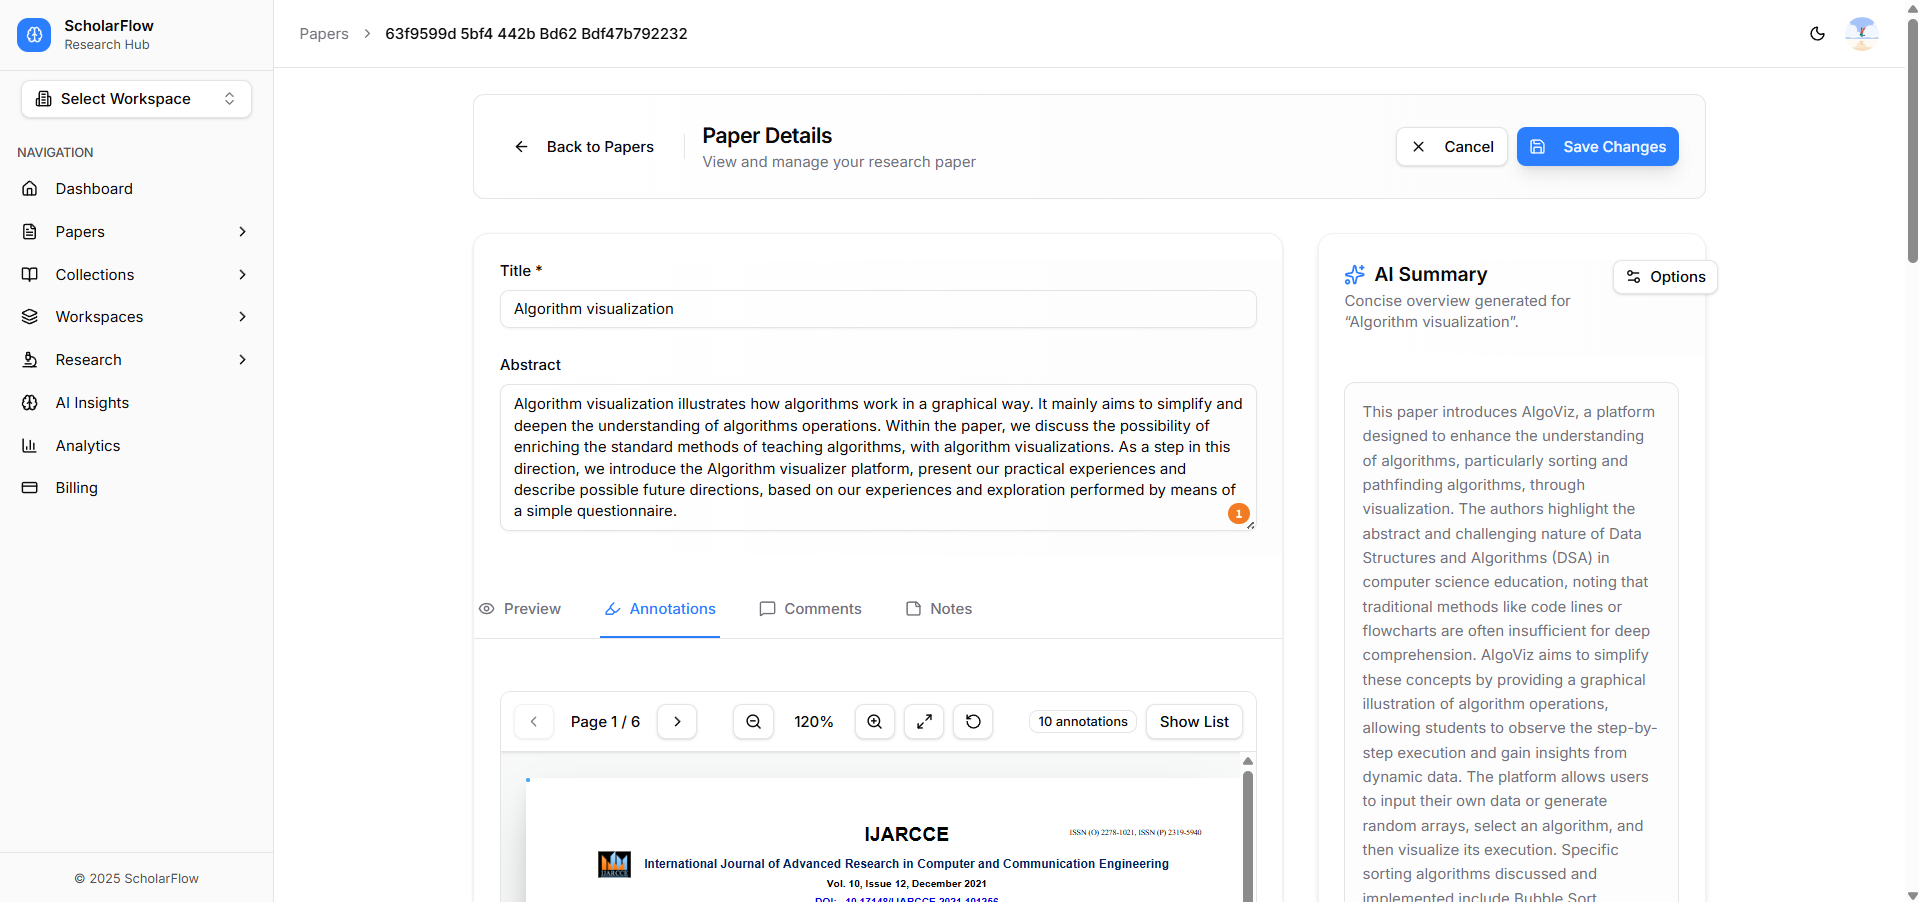 ScholarFlow
Research Hub
Select Workspace
NAVIGATION
Dashboard
Papers
Collections
Workspaces
Research
AI Insights
Analytics
Billing
© 2025 ScholarFlow
Papers > 63f9599d 5bf4 442b Bd62 Bdf47b792232
Back to Papers
Paper Details
View and manage your research paper
Cancel
Save Changes
Title *
Algorithm visualization
Abstract
Algorithm visualization illustrates how algorithms work in a graphical way. It mainly aims to simplify and
deepen the understanding of algorithms operations. Within the paper, we discuss the possibility of
enriching the standard methods of teaching algorithms, with algorithm visualizations. As a step in this
direction, we introduce the Algorithm visualizer platform, present our practical experiences and
describe possible future directions, based on our experiences and exploration performed by means of
a simple questionnaire.
1
Preview
Annotations
Comments
Notes
Page 1 / 6
120%
10 annotations
Show List
IJARCCE
ISSN (O) 2278-1021, ISSN (P) 2319-5940
IJARCCE
International Journal of Advanced Research in Computer and Communication Engineering
Vol. 10, Issue 12, December 2021
DOI: 10.17148/IJARCCE.2021.101256
AI Summary
Options
Concise overview generated for
“Algorithm visualization”.
This paper introduces AlgoViz, a platform
designed to enhance the understanding
of algorithms, particularly sorting and
pathfinding algorithms, through
visualization. The authors highlight the
abstract and challenging nature of Data
Structures and Algorithms (DSA) in
computer science education, noting that
traditional methods like code lines or
flowcharts are often insufficient for deep
comprehension. AlgoViz aims to simplify
these concepts by providing a graphical
illustration of algorithm operations,
allowing students to observe the step-by-
step execution and gain insights from
dynamic data. The platform allows users
to input their own data or generate
random arrays, select an algorithm, and
then visualize its execution. Specific
sorting algorithms discussed and
implemented include Bubble Sort,